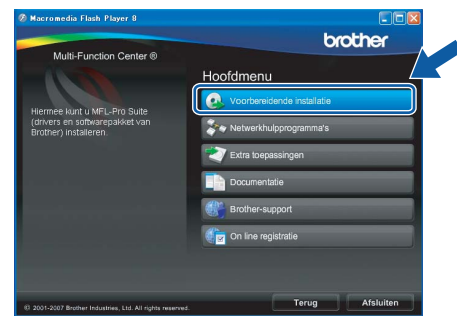 Macromedia Flash Player 8
brother
Multi-Function Center ®
Hoofdmenu
Hiermee kunt u MFL-Pro Suite
(drivers en softwarepakket van
Brother) installeren.
Voorbereidende installatie
Netwerkhulpprogramma's
Extra toepassingen
Documentatie
Brother-support
On line registratie
© 2001-2007 Brother Industries, Ltd. All rights reserved.
Terug
Afsluiten